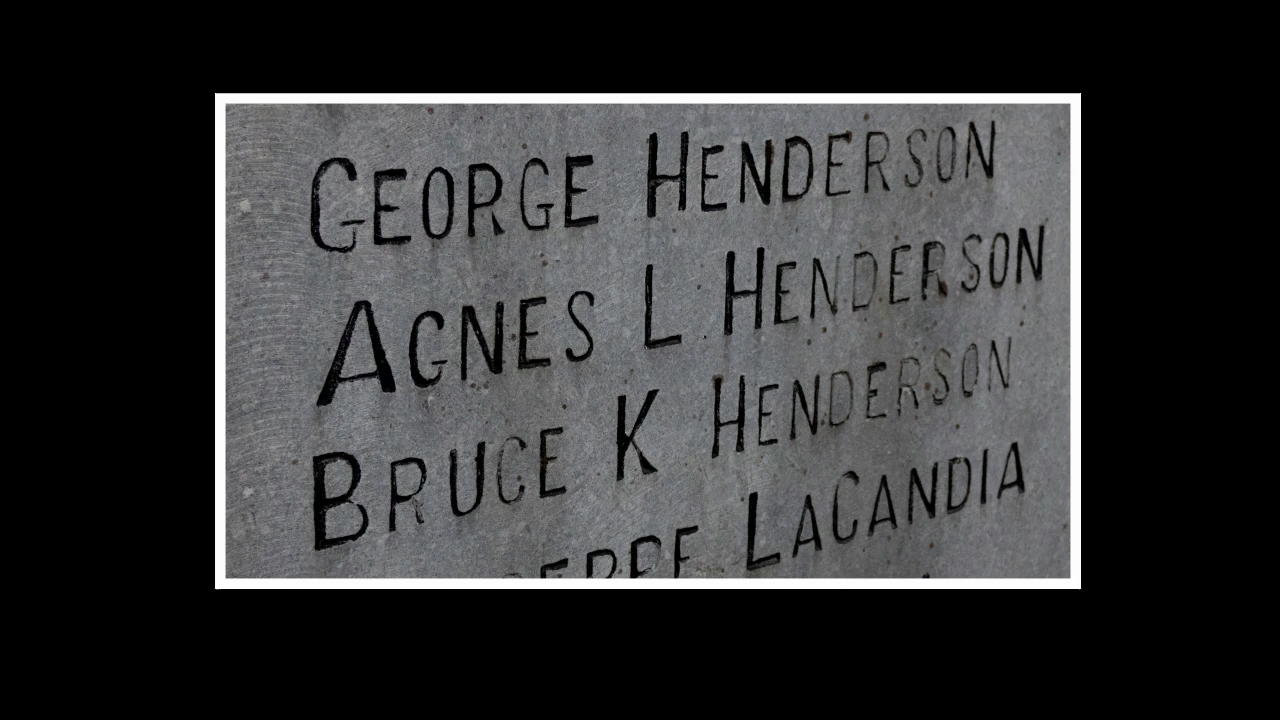 GEORGE HENDERSON
AGNES L HENDERSON
BRUCE K HENDERSON
LACANDIA